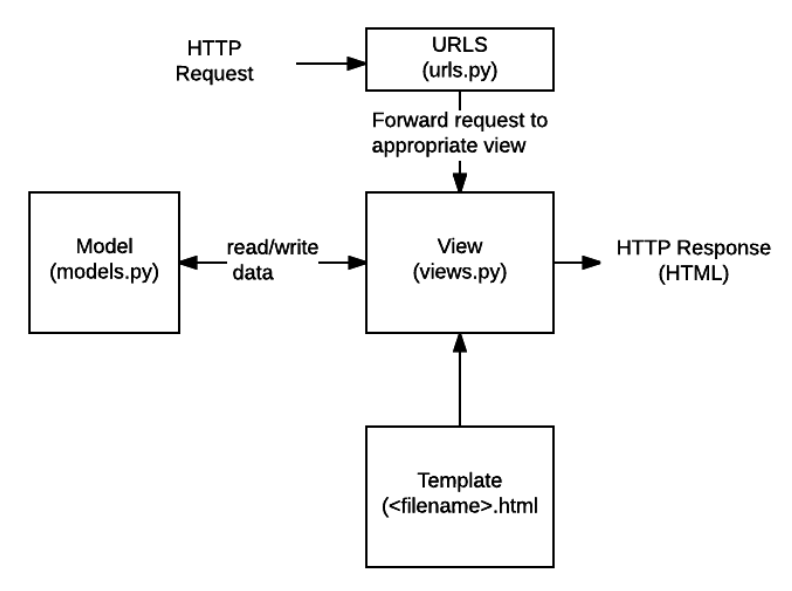 HTTP
Request
URLS
(urls.py)
Forward request to
appropriate view
Model
(models.py)
read/write
data
View
(views.py)
HTTP Response
(HTML)
Template
(<filename>.html